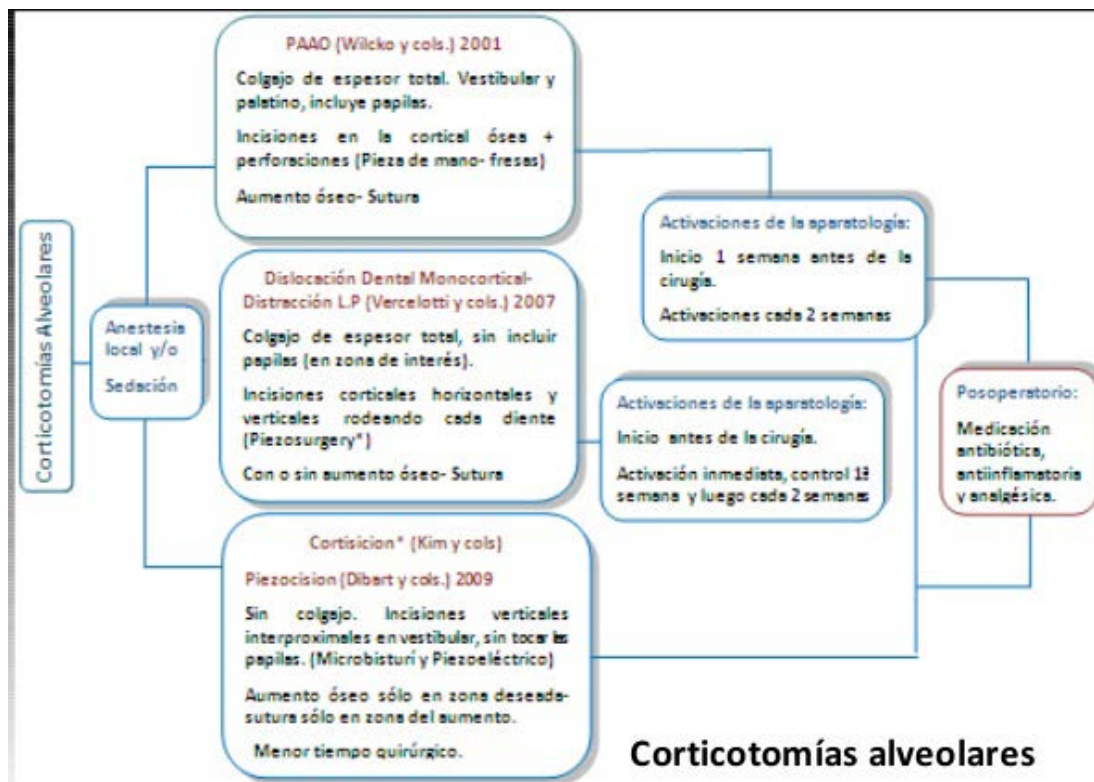 Corticotomías Alveolares
Anestesia
local y/o
Sedación
PAAO (Wilcko y cols.) 2001
Colgajo de espesor total. Vestibular y
palatino, incluye papilas.
Incisiones en la cortical ósea +
perforaciones (Pieza de mano- fresas)
Aumento óseo- Sutura
Dislocación Dental Monocortical-
Distracción L.P (Vercelotti y cols.) 2007
Colgajo de espesor total, sin incluir
papilas (en zona de interés).
Incisiones corticales horizontales y
verticales rodeando cada diente
(Piezosurgery*)
Con o sin aumento óseo- Sutura
Cortisicion* (Kim y cols)
Piezocision (Dibart y cols.) 2009
Sin colgajo. Incisiones verticales
interproximales en vestibular, sin tocar las
papilas. (Microbisturí y Piezoeléctrico)
Aumento óseo sólo en zona deseada-
sutura sólo en zona del aumento.
Menor tiempo quirúrgico.
Activaciones de la aparatología:
Inicio 1 semana antes de la
cirugía.
Activaciones cada 2 semanas
Activaciones de la aparatología:
Inicio antes de la cirugía.
Activación inmediata, control 1ª
semana y luego cada 2 semanas
Posoperatorio:
Medicación
antibiótica,
antiinflamatoria
y analgésica.
Corticotomías alveolares